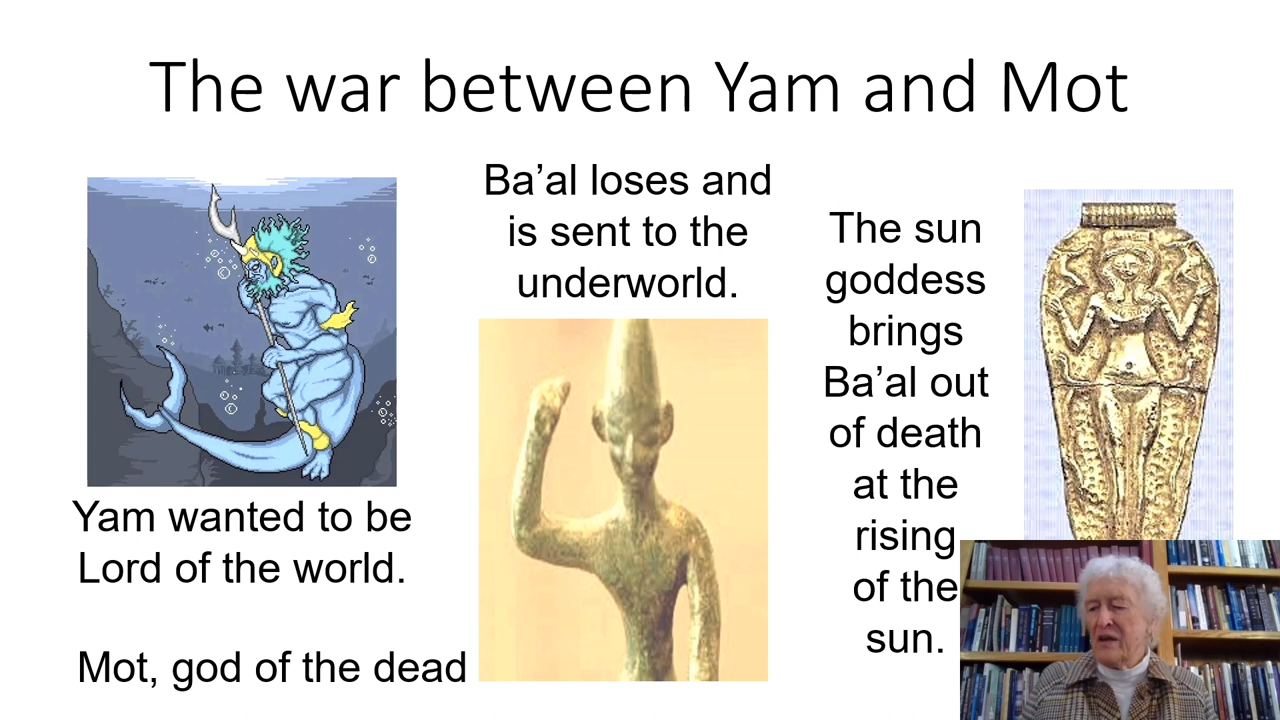 The war between Yam and Mot
Yam wanted to be
Lord of the world.
Mot, god of the dead
Ba’al loses and
is sent to the
underworld.
The sun
goddess
brings
Ba’al out
of death
at the
rising
of the
sun.